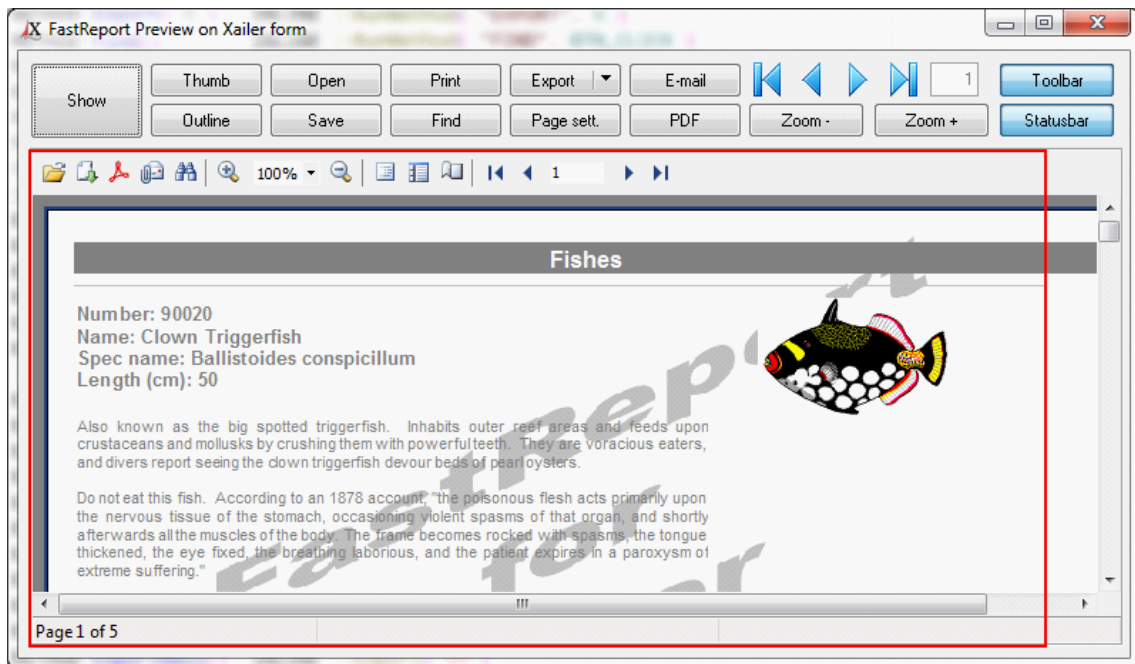 FastReport Preview on Xailer form
Show
Thumb
Open
Print
Export
E-mail
1
Toolbar
Outline
Save
Find
Page sett.
PDF
Zoom -
Zoom +
Statusbar
100%
1
Fishes
Number: 90020
Name: Clown Triggerfish
Spec name: Ballistoides conspicillum
Length (cm): 50
Also known as the big spotted triggerfish. Inhabits outer reef areas and feeds upon
crustaceans and mollusks by crushing them with powerful teeth. They are voracious eaters,
and divers report seeing the clown triggerfish devour beds of pearl oysters.
Do not eat this fish. According to an 1878 account, "the poisonous flesh acts primarily upon
the nervous tissue of the stomach, occasioning violent spasms of that organ, and shortly
afterwards all the muscles of the body. The frame becomes rocked with spasms, the tongue
thickened, the eye fixed, the breathing laborious, and the patient expires in a paroxysm of
extreme suffering."
FastReport
for
Page 1 of 5